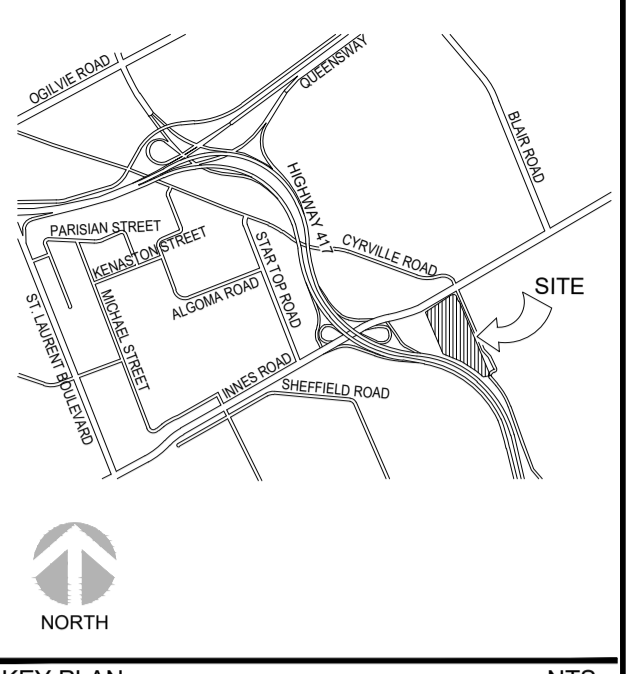 OGILVIE ROAD
QUEENSWAY
BLAIR ROAD
HIGHWAY 417
PARISIAN STREET
KENASTON STREET
STAR TOP ROAD
CYRVILLE ROAD
SITE
ALGOMA ROAD
ST. LAURENT BOULEVARD
MICHAEL STREET
INNES ROAD
SHEFFIELD ROAD
NORTH
KEY PLAN
NTS